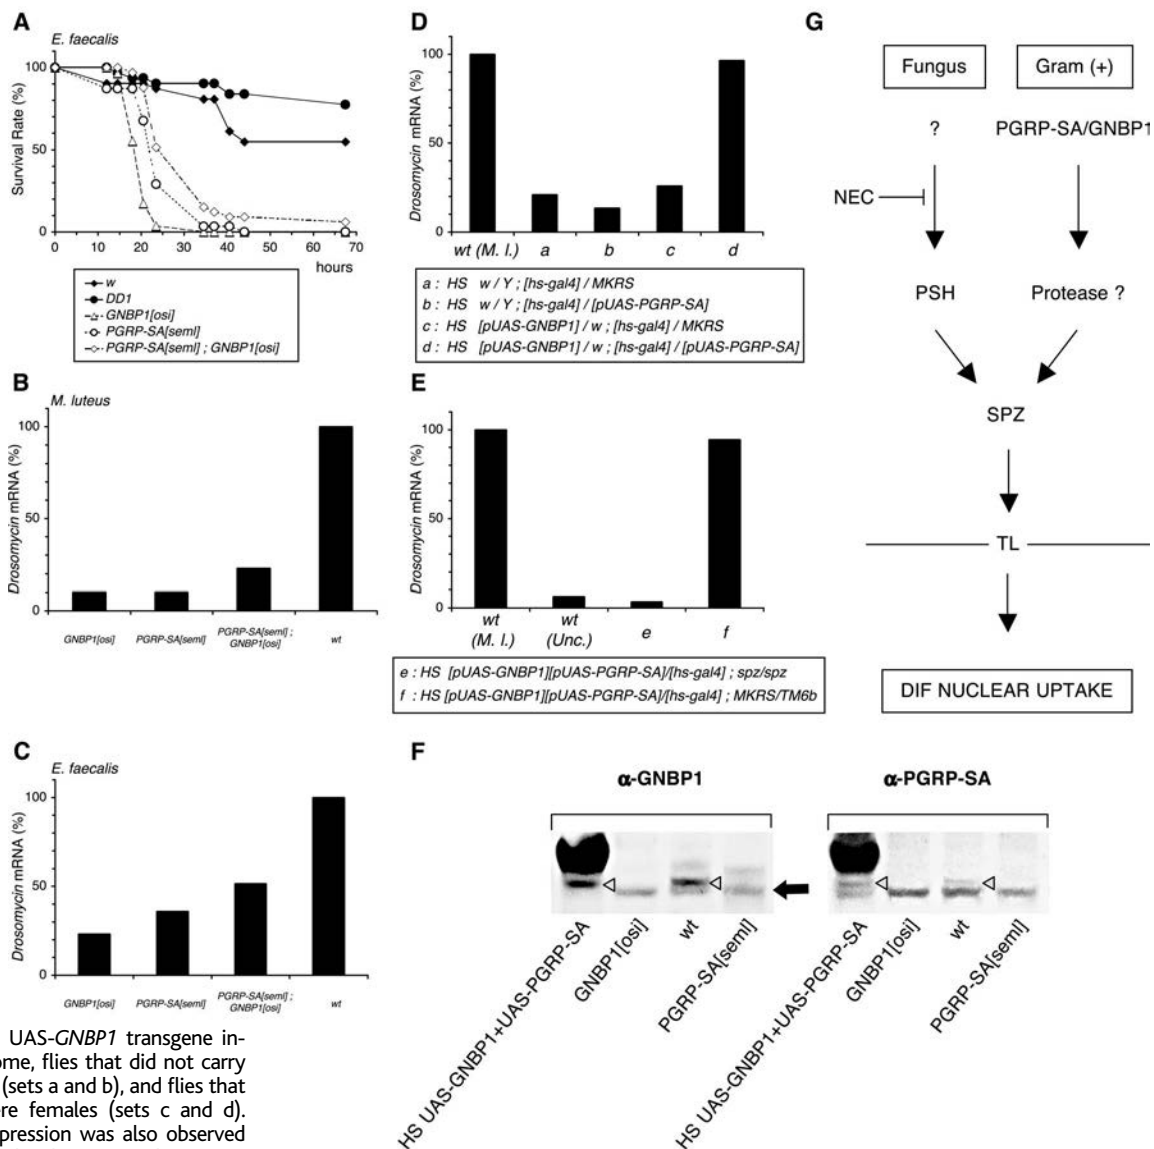 A
E. faecalis
Survival Rate (%)
100
50
0
0 10 20 30 40 50 60 70
hours
w
DD1
GNBP1[osi]
PGRP-SA[seml]
PGRP-SA[seml] ; GNBP1[osi]
B
M. luteus
Drosomycin mRNA (%)
100
50
0
GNBP1[osi]
PGRP-SA[seml]
PGRP-SA[seml] ;
GNBP1[osi]
wt
C
E. faecalis
Drosomycin mRNA (%)
100
50
0
GNBP1[osi]
PGRP-SA[seml]
PGRP-SA[seml] ;
GNBP1[osi]
wt
UAS-GNBP1 transgene in-
ome, flies that did not carry
(sets a and b), and flies that
ere females (sets c and d).
pression was also observed
D
Drosomycin mRNA (%)
100
50
0
wt (M. l.) a b c d
a : HS w / Y ; [hs-gal4] / MKRS
b : HS w / Y ; [hs-gal4] / [pUAS-PGRP-SA]
c : HS [pUAS-GNBP1] / w ; [hs-gal4] / MKRS
d : HS [pUAS-GNBP1] / w ; [hs-gal4] / [pUAS-PGRP-SA]
E
Drosomycin mRNA (%)
100
50
0
wt
(M. l.)
wt
(Unc.)
e
f
e : HS [pUAS-GNBP1][pUAS-PGRP-SA]/[hs-gal4] ; spz/spz
f : HS [pUAS-GNBP1][pUAS-PGRP-SA]/[hs-gal4] ; MKRS/TM6b
F
α-GNBP1
α-PGRP-SA
HS UAS-GNBP1+UAS-PGRP-SA
GNBP1[osi]
wt
PGRP-SA[seml]
HS UAS-GNBP1+UAS-PGRP-SA
GNBP1[osi]
wt
PGRP-SA[seml]
G
Fungus
Gram (+)
?
PGRP-SA/GNBP1
NEC
PSH
Protease ?
SPZ
TL
DIF NUCLEAR UPTAKE